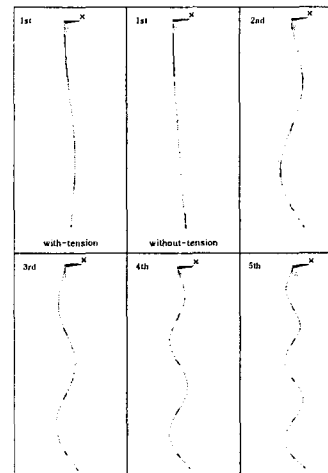 1st
x
1st
x
2nd
x
with-tension
without-tension
3rd
x
4th
x
5th
x